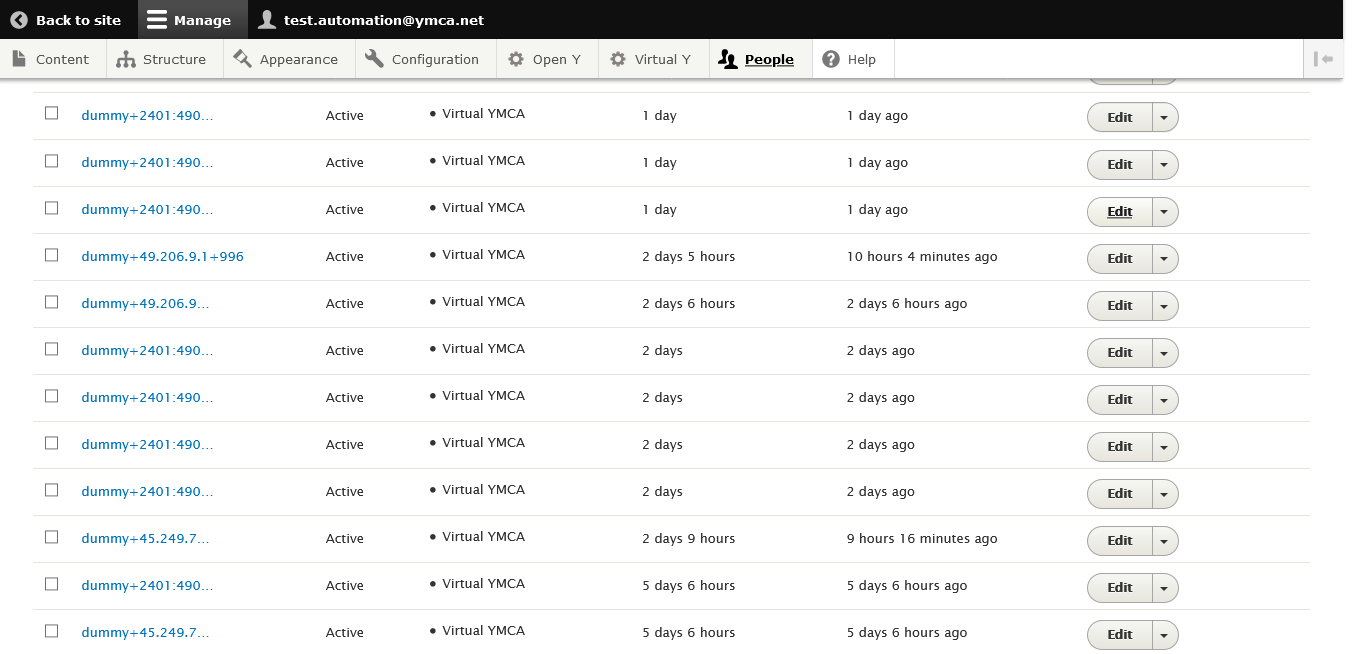 Back to site Manage test.automation@ymca.net
Content Structure Appearance Configuration Open Y Virtual Y People Help
dummy+2401:490... Active • Virtual YMCA 1 day 1 day ago Edit
dummy+2401:490... Active • Virtual YMCA 1 day 1 day ago Edit
dummy+2401:490... Active • Virtual YMCA 1 day 1 day ago Edit
dummy+49.206.9.1+996 Active • Virtual YMCA 2 days 5 hours 10 hours 4 minutes ago Edit
dummy+49.206.9... Active • Virtual YMCA 2 days 6 hours 2 days 6 hours ago Edit
dummy+2401:490... Active • Virtual YMCA 2 days 2 days ago Edit
dummy+2401:490... Active • Virtual YMCA 2 days 2 days ago Edit
dummy+2401:490... Active • Virtual YMCA 2 days 2 days ago Edit
dummy+2401:490... Active • Virtual YMCA 2 days 2 days ago Edit
dummy+45.249.7... Active • Virtual YMCA 2 days 9 hours 9 hours 16 minutes ago Edit
dummy+2401:490... Active • Virtual YMCA 5 days 6 hours 5 days 6 hours ago Edit
dummy+45.249.7... Active • Virtual YMCA 5 days 6 hours 5 days 6 hours ago Edit